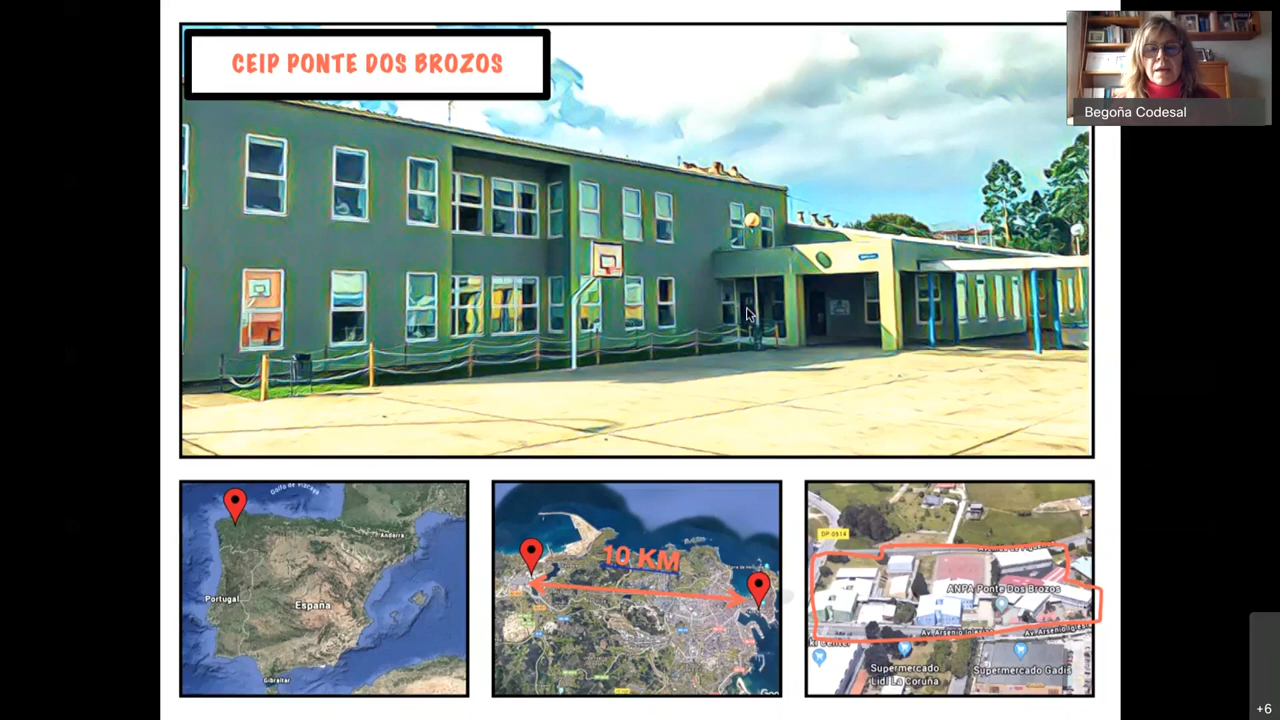 CEIP PONTE DOS BROZOS
Begoña Codesal
Golfo de Vizcaya
Andorra
Portugal
España
Gibraltar
10 KM
DP-0514
ANPA Ponte Dos Brozos
Av. Arsenio Iglesias
Av. Arsenio Igle
Supermercado
Lidl La Coruña
Supermercado Gadis
+6